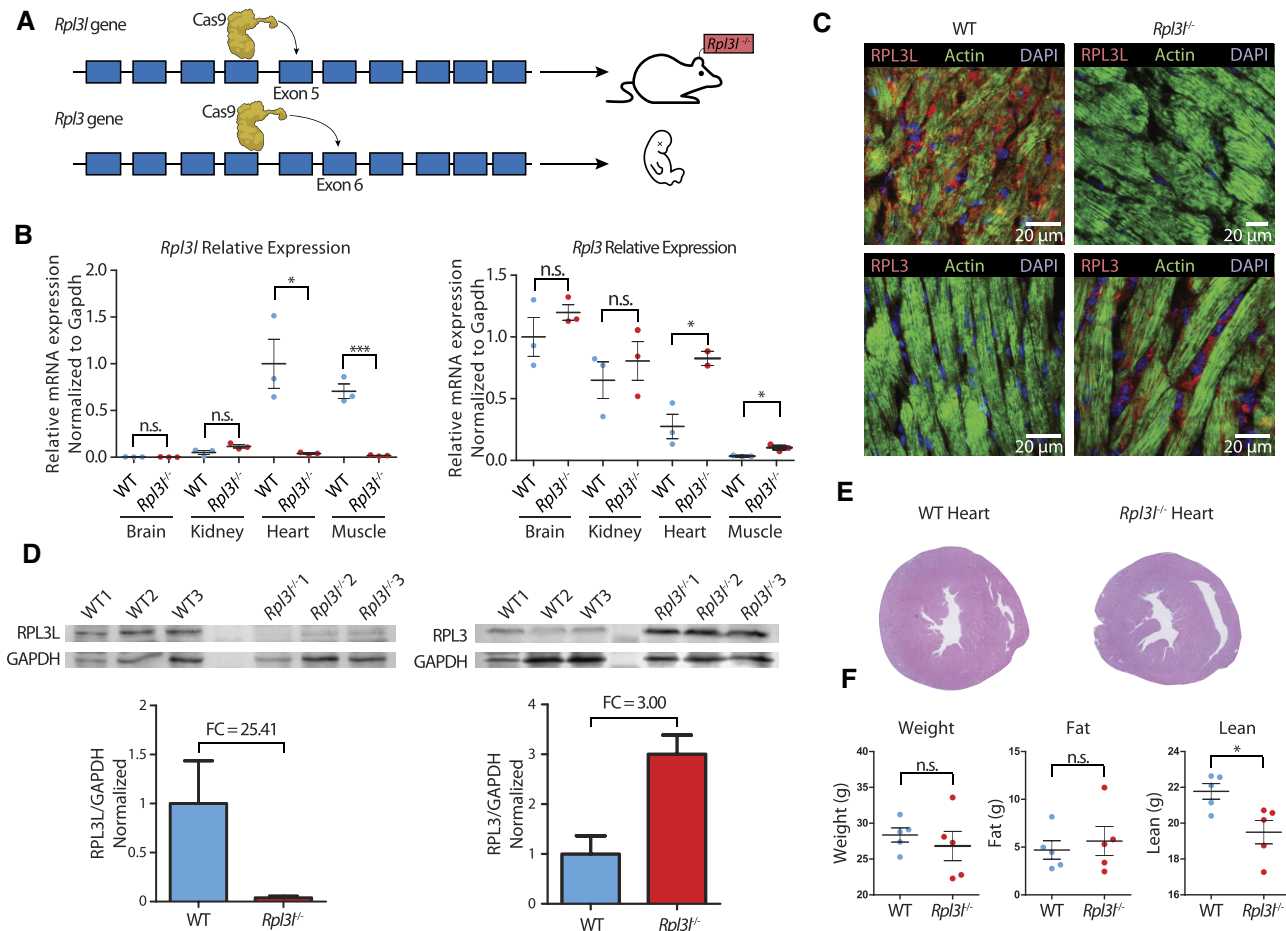 A
Rpl3l gene
Cas9
Rpl3l -/-
Exon 5
Rpl3 gene
Cas9
Exon 6
B
Rpl3l Relative Expression
Relative mRNA expression
Normalized to Gapdh
2.0
1.5
1.0
0.5
0.0
n.s.
n.s.
*
***
WT
Rpl3l-/-
WT
Rpl3l-/-
WT
Rpl3l-/-
WT
Rpl3l-/-
Brain
Kidney
Heart
Muscle
Rpl3 Relative Expression
Relative mRNA expression
Normalized to Gapdh
1.5
1.0
0.5
0.0
n.s.
n.s.
*
*
WT
Rpl3l-/-
WT
Rpl3l-/-
WT
Rpl3l-/-
WT
Rpl3l-/-
Brain
Kidney
Heart
Muscle
C
WT
Rpl3l-/-
RPL3L Actin DAPI
20 µm
RPL3L Actin DAPI
20 µm
RPL3 Actin DAPI
20 µm
RPL3 Actin DAPI
20 µm
D
WT1 WT2 WT3 Rpl3l-/-1 Rpl3l-/-2 Rpl3l-/-3
RPL3L
GAPDH
RPL3L/GAPDH
Normalized
2
1.5
1
0.5
0
FC = 25.41
WT
Rpl3l-/-
WT1 WT2 WT3 Rpl3l-/-1 Rpl3l-/-2 Rpl3l-/-3
RPL3
GAPDH
RPL3/GAPDH
Normalized
4
3
2
1
0
FC = 3.00
WT
Rpl3l-/-
E
WT Heart
Rpl3l-/- Heart
F
Weight
Weight (g)
40
35
30
25
20
n.s.
WT
Rpl3l-/-
Fat
Fat (g)
15
10
5
0
n.s.
WT
Rpl3l-/-
Lean
Lean (g)
24
22
20
18
16
*
WT
Rpl3l-/-